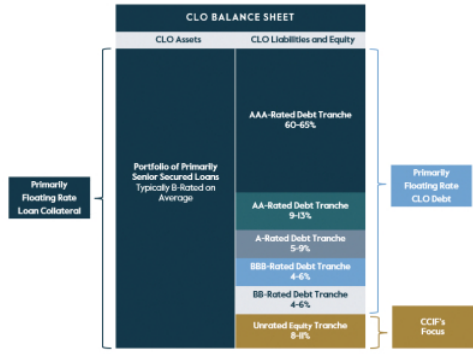 CLO BALANCE SHEET
CLO Assets
CLO Liabilities and Equity
AAA-Rated Debt Tranche
60-65%
Portfolio of Primarily
Senior Secured Loans
Typically B-Rated on
Average
Primarily
Floating Rate
Loan Collateral
Primarily
Floating Rate
CLO Debt
AA-Rated Debt Tranche
9-13%
A-Rated Debt Tranche
5-9%
BBB-Rated Debt Tranche
4-6%
BB-Rated Debt Tranche
4-6%
Unrated Equity Tranche
8-11%
CCIF's
Focus